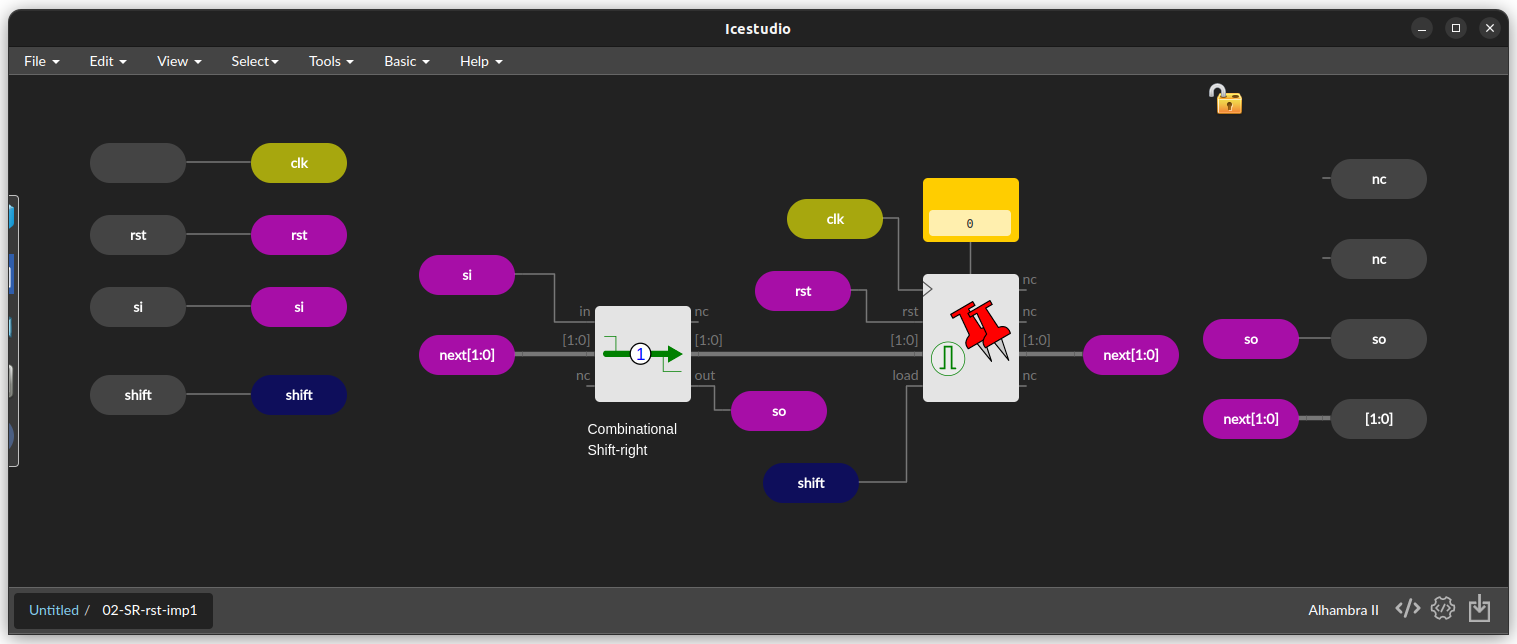 Icestudio
File Edit View Select Tools Basic Help
clk
rst rst
si si
shift shift
si
next[1:0]
in
[1:0]
nc
1
nc
[1:0]
out
Combinational
Shift-right
so
clk
rst
shift
0
rst
[1:0]
load
nc
nc
[1:0]
nc
next[1:0]
nc
nc
so so
next[1:0] [1:0]
Untitled / 02-SR-rst-imp1
Alhambra II </>